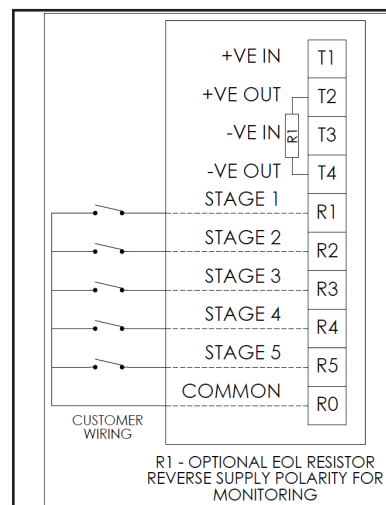 +VE IN T1
+VE OUT T2
-VE IN R1 T3
-VE OUT T4
STAGE 1 R1
STAGE 2 R2
STAGE 3 R3
STAGE 4 R4
STAGE 5 R5
COMMON R0
CUSTOMER
WIRING
R1 - OPTIONAL EOL RESISTOR
REVERSE SUPPLY POLARITY FOR
MONITORING